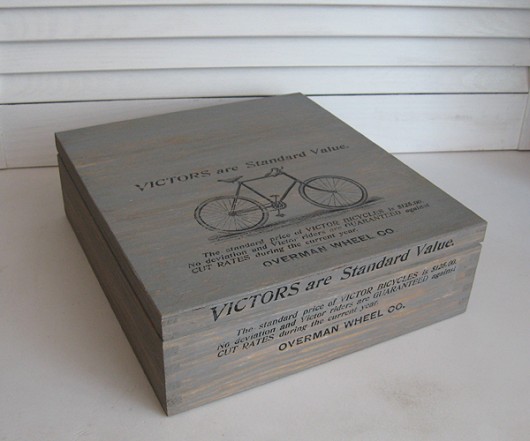 VICTORS are Standard Value.
The standard price of VICTOR BICYCLES is $125.00.
No deviation and Victor riders are GUARANTEED against
CUT RATES during the current year.
OVERMAN WHEEL CO.
VICTORS are Standard Value.
The standard price of VICTOR BICYCLES is $125.00.
No deviation and Victor riders are GUARANTEED against
CUT RATES during the current year.
OVERMAN WHEEL CO.